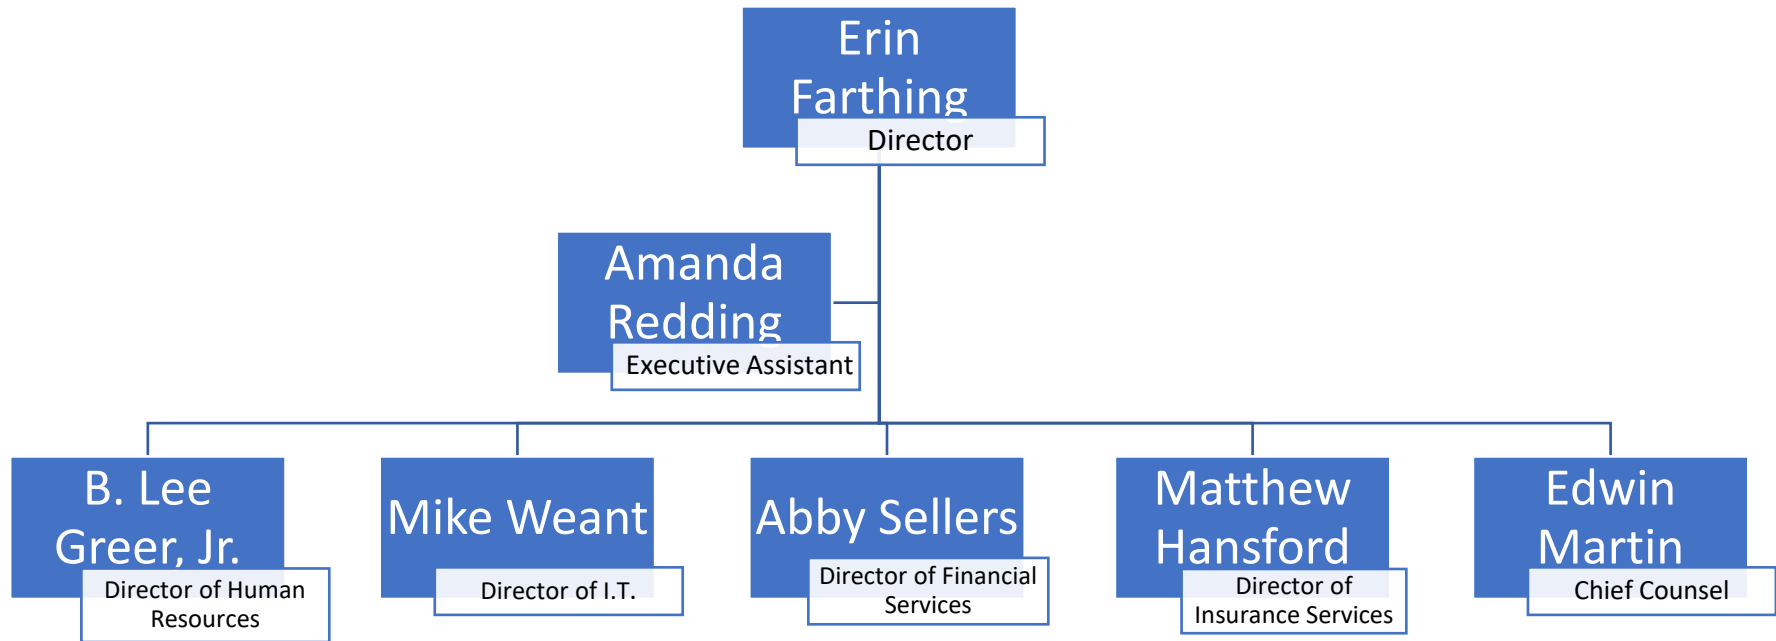 Erin
Farthing
Director
Amanda
Redding
Executive Assistant
B. Lee
Greer, Jr.
Director of Human
Resources
Mike Weant
Director of I.T.
Abby Sellers
Director of Financial
Services
Matthew
Hansford
Director of
Insurance Services
Edwin
Martin
Chief Counsel